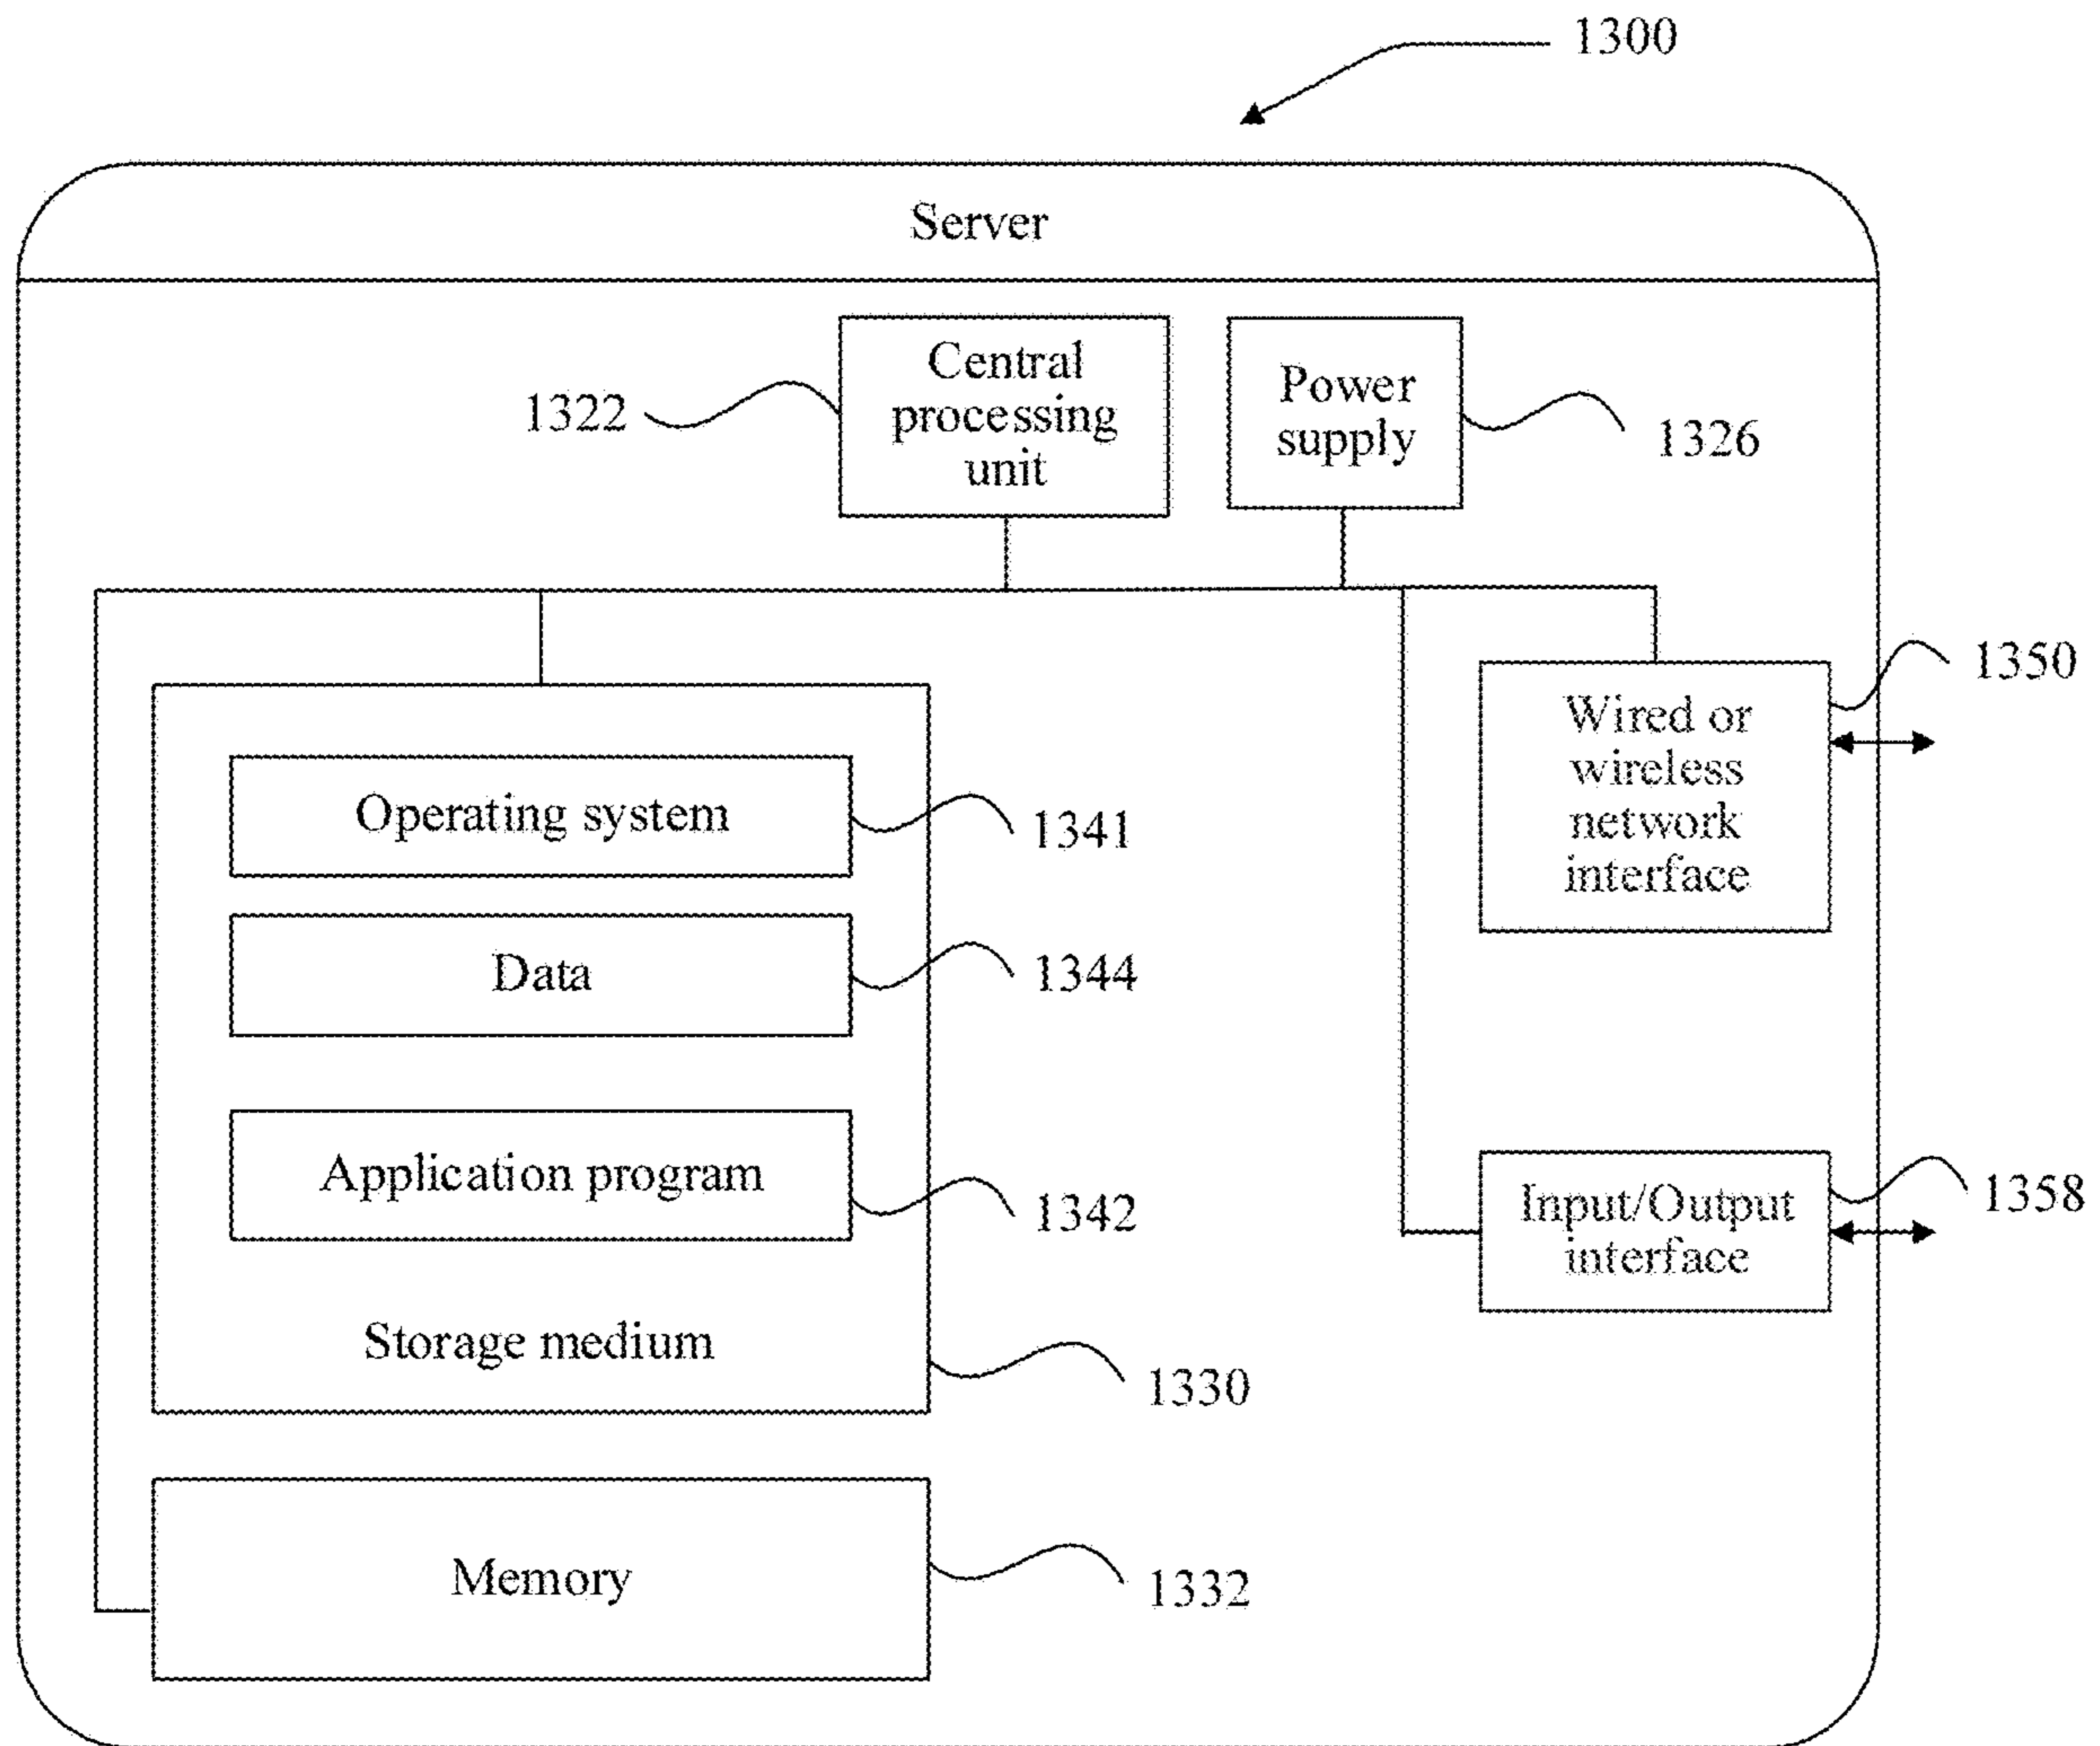 1300
Server
Central
processing
unit
1322
Power
supply
1326
1350
Wired or
wireless
network
interface
Operating system
1341
Data
1344
Application program
1342
Input/Output
interface
1358
Storage medium
1330
Memory
1332